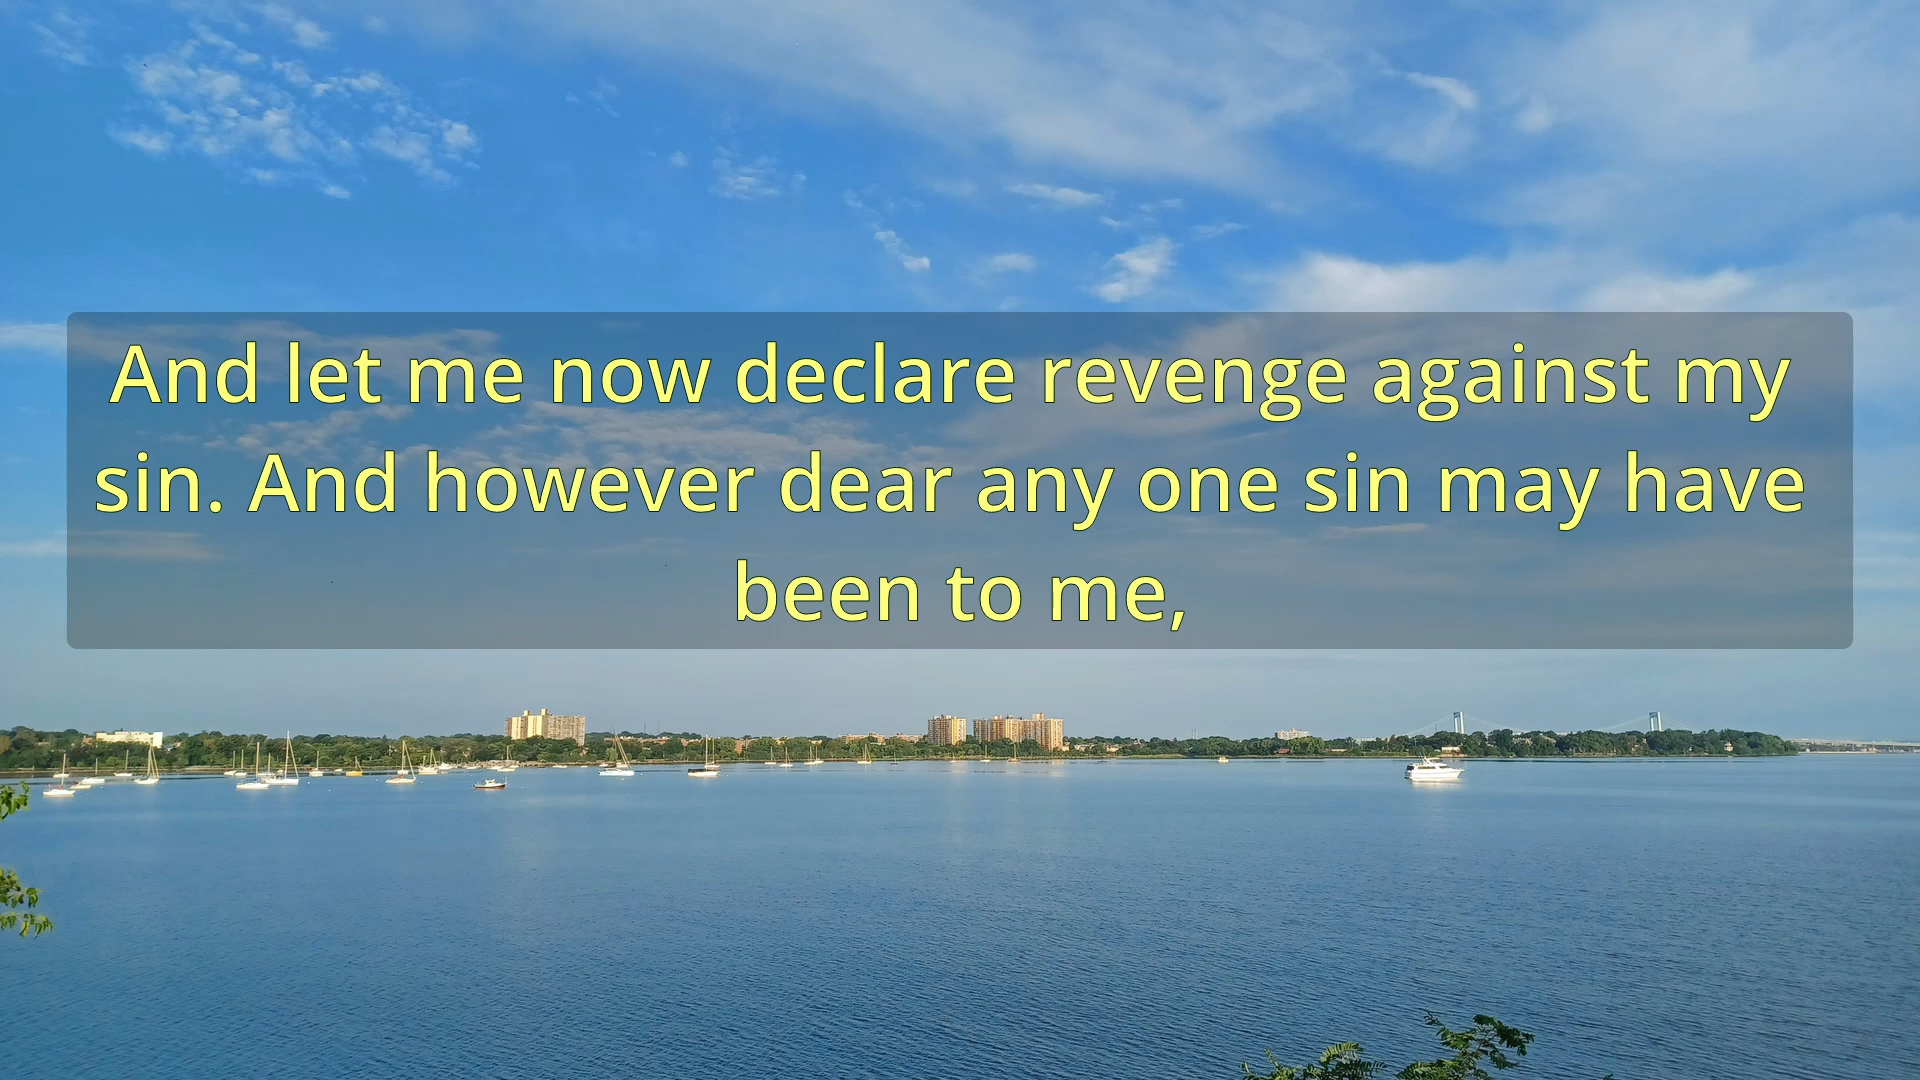 And let me now declare revenge against my
sin. And however dear any one sin may have
been to me,